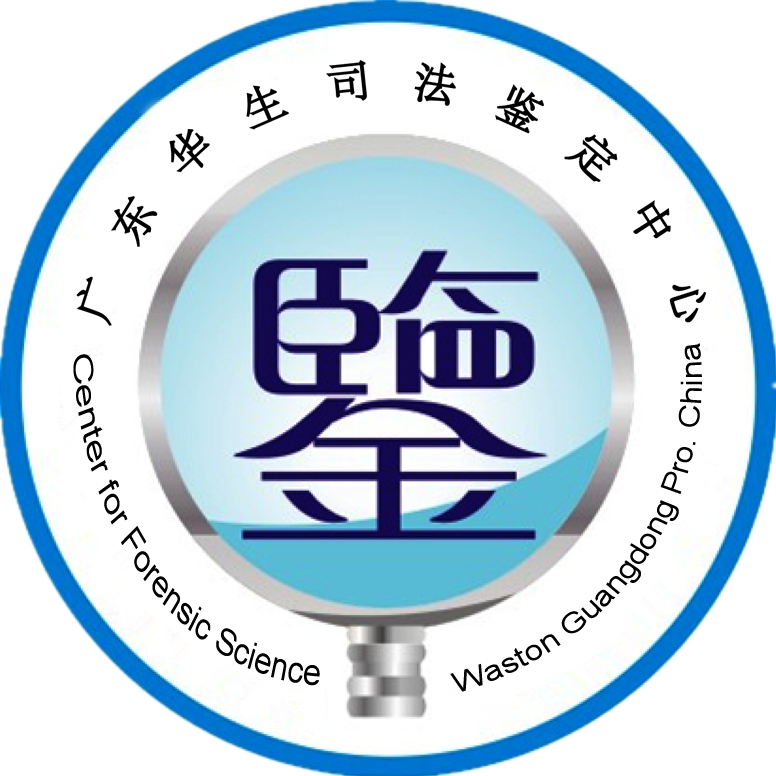 广东华生司法鉴定中心
鑒
Center for Forensic Science
Waston Guangdong Pro. China